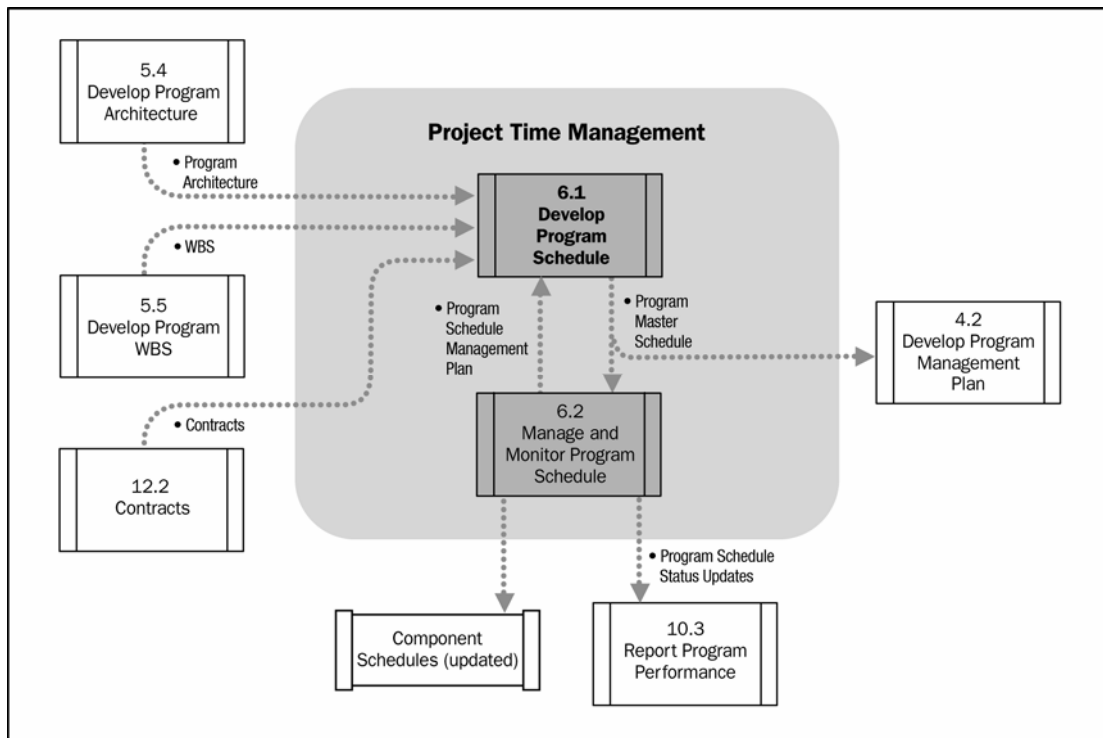 5.4
Develop Program
Architecture
Project Time Management
• Program
Architecture
6.1
Develop
Program
Schedule
• WBS
5.5
Develop Program
WBS
• Program
Schedule
Management
Plan
• Program
Master
Schedule
4.2
Develop Program
Management
Plan
• Contracts
6.2
Manage and
Monitor Program
Schedule
12.2
Contracts
• Program Schedule
Status Updates
Component
Schedules (updated)
10.3
Report Program
Performance